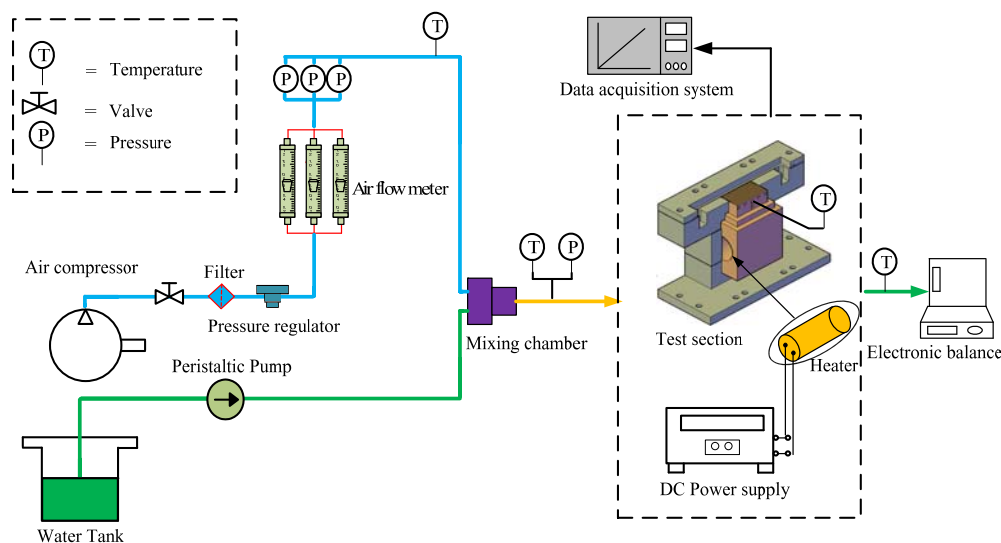 T
= Temperature
= Valve
P
= Pressure
T
P P P
Air flow meter
Air compressor
Filter
Pressure regulator
Peristaltic Pump
Water Tank
Mixing chamber
T P
Data acquisition system
T
Test section
Heater
DC Power supply
T
Electronic balance